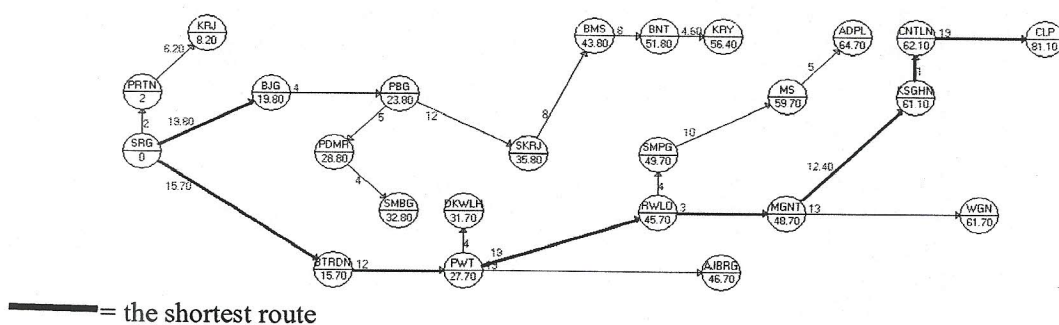 KRJ
8.20
6.20
PRTN
2
2
SRG
0
19.80
BJG
19.80
4
PBG
23.80
5
PDMR
28.80
4
SMBG
32.80
12
SKRJ
35.80
8
BMS
43.80
8
BNT
51.80
4.60
KRY
56.40
15.70
BTRDN
15.70
12
PWT
27.70
4
DKWLR
31.70
19
AJBRG
46.70
19
RWLD
45.70
4
SMPG
49.70
10
MS
59.70
5
ADPL
64.70
3
MGNT
48.70
13
WGN
61.70
12.40
KSGHN
61.10
1
CNTLN
62.10
19
CLP
81.10
= the shortest route